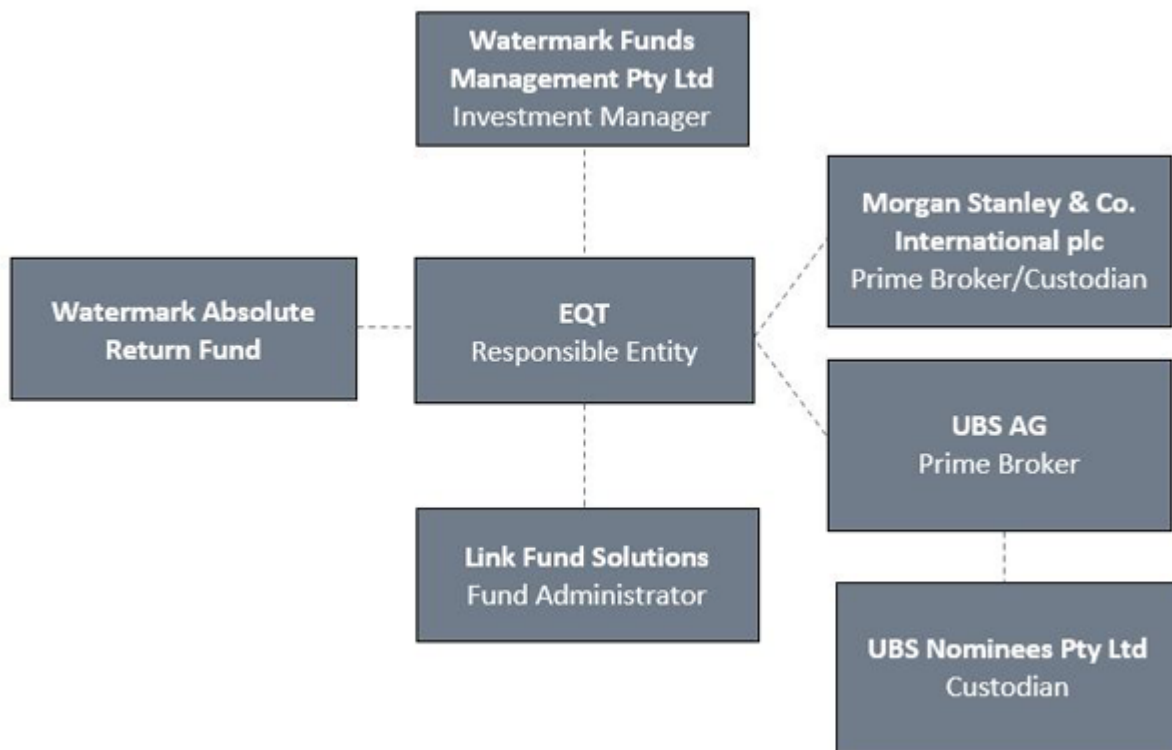 Watermark Funds
Management Pty Ltd
Investment Manager
Morgan Stanley & Co.
International plc
Prime Broker/Custodian
Watermark Absolute
Return Fund
EQT
Responsible Entity
UBS AG
Prime Broker
Link Fund Solutions
Fund Administrator
UBS Nominees Pty Ltd
Custodian